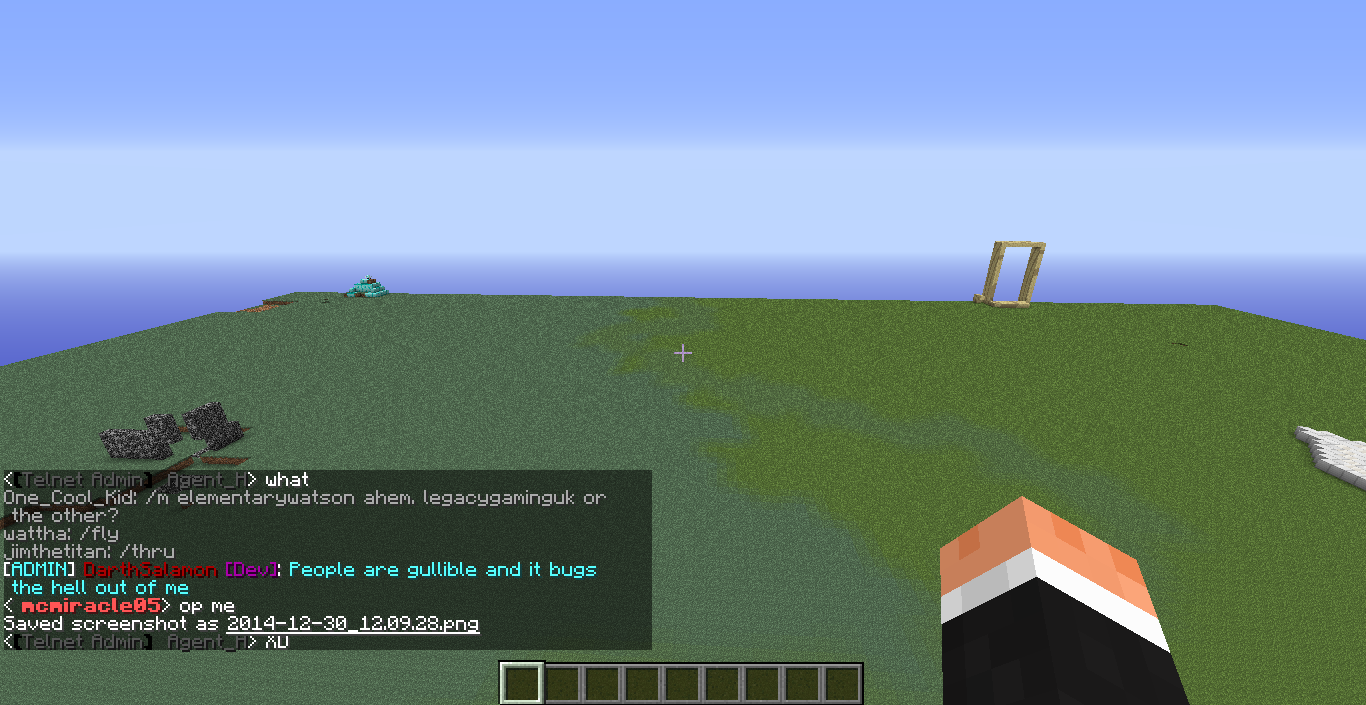 <[Telnet Admin] Agent_H> what
One_Cool_Kid: /m elementarywatson ahem. legacygaminguk or
the other?
wattha: /fly
jimthetitan: /thru
[ADMIN] DarthSalamon [Dev]: People are gullible and it bugs
the hell out of me
< mcmiracle05> op me
Saved screenshot as 2014-12-30_12.09.28.png
<[Telnet Admin] Agent_H> XD